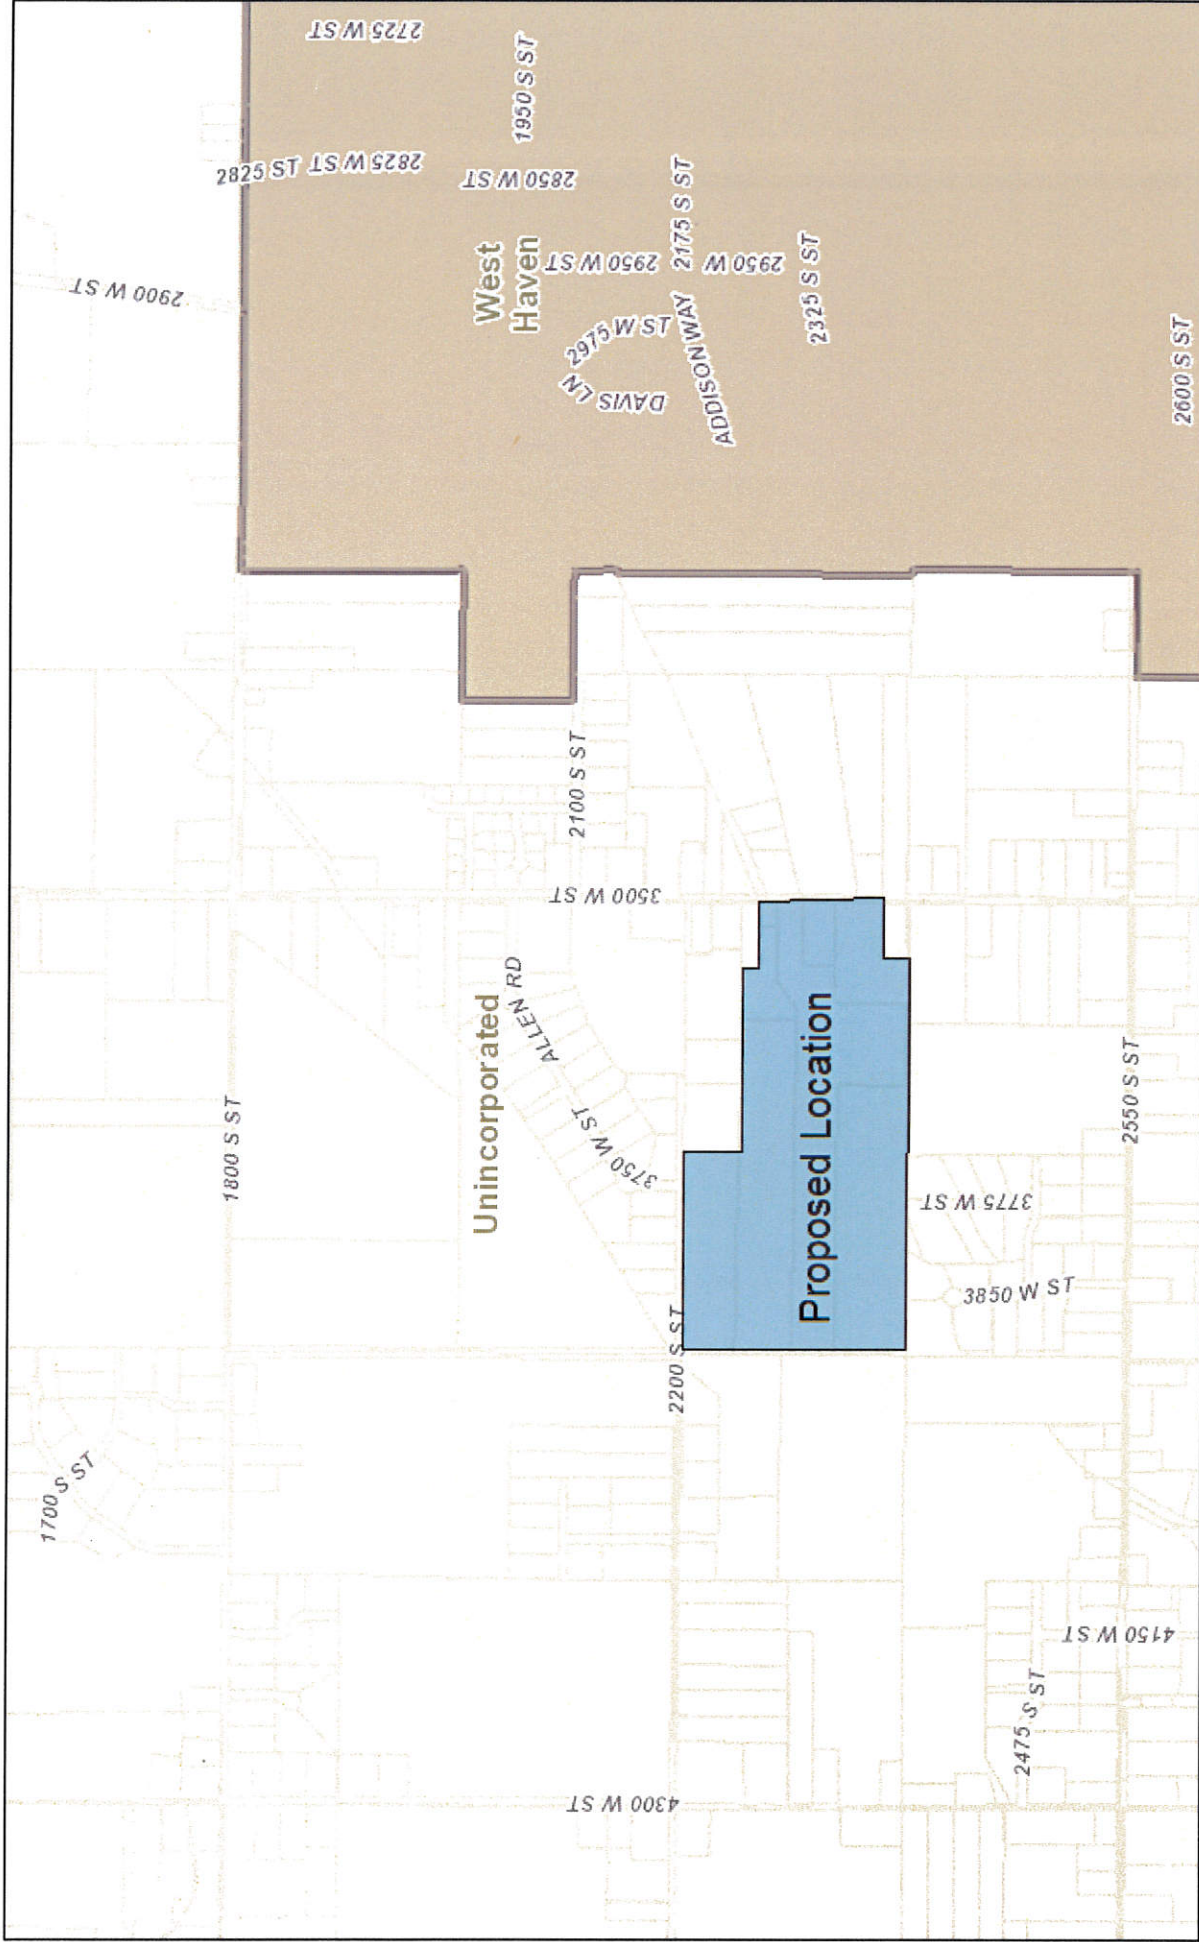 1700 S ST
1800 S ST
2900 W ST
2825 ST
2825 W ST
2725 W ST
Unincorporated
ALLEN RD
3750 W ST
3500 W ST
2100 S ST
West
Haven
2850 W ST
1950 S ST
2950 W ST
2975 W ST
DAVIS LN
ADDISON WAY
2175 S ST
2950 W
2325 S ST
2600 S ST
4300 W ST
2200 S ST
Proposed Location
3775 W ST
3850 W ST
2550 S ST
2475 S ST
4150 W ST